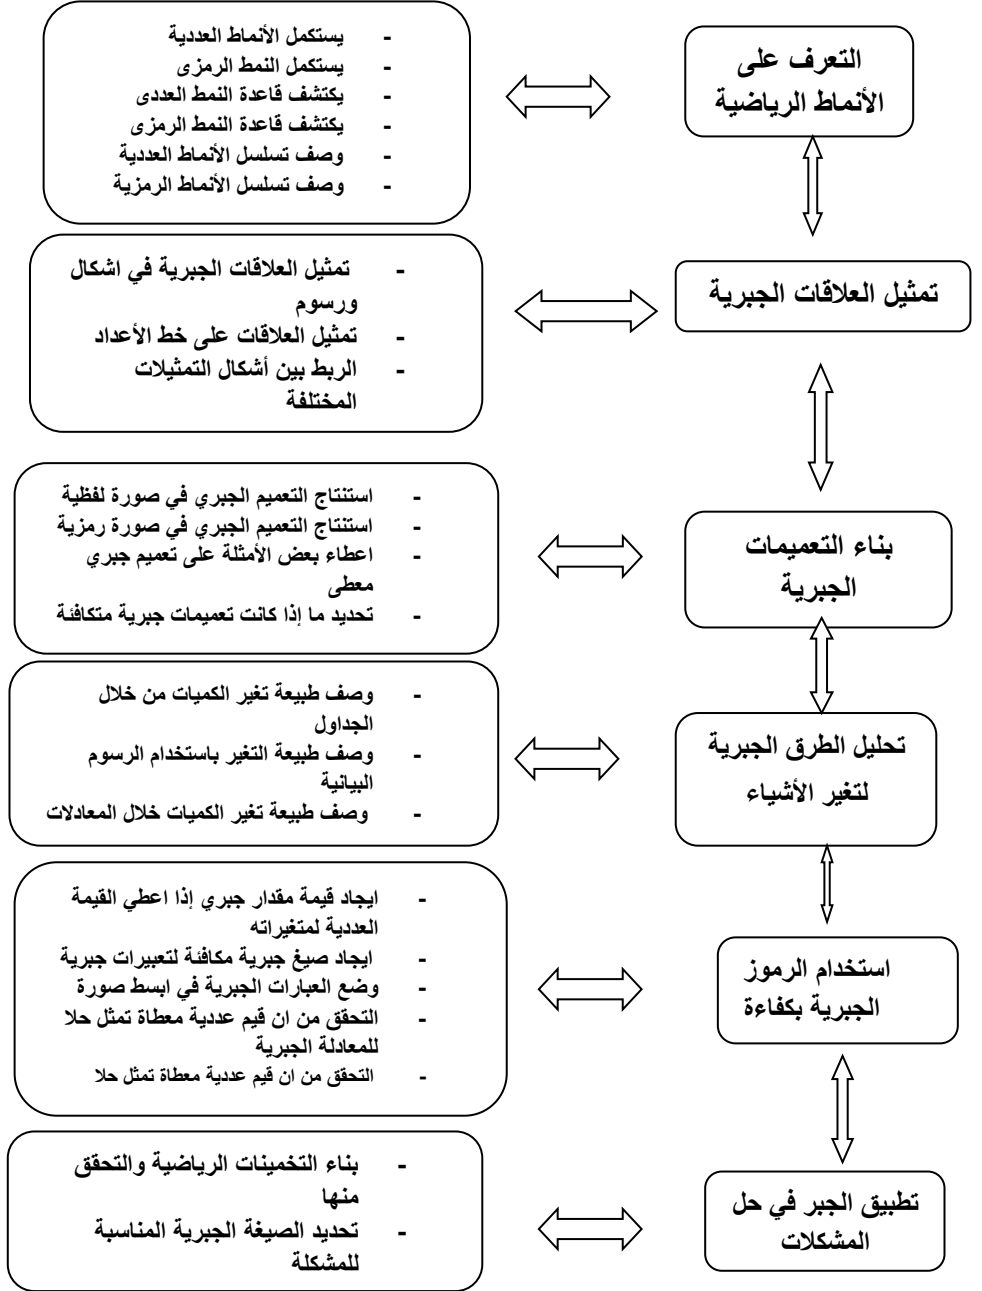 التعرف على
الأنماط الرياضية
- يستكمل الأنماط العددية
- يستكمل النمط الرمزى
- يكتشف قاعدة النمط العددى
- يكتشف قاعدة النمط الرمزى
- وصف تسلسل الأنماط العددية
- وصف تسلسل الأنماط الرمزية
تمثيل العلاقات الجبرية
- تمثيل العلاقات الجبرية في اشكال
ورسوم
- تمثيل العلاقات على خط الأعداد
- الربط بين أشكال التمثيلات
المختلفة
بناء التعميمات
الجبرية
- استنتاج التعميم الجبري في صورة لفظية
- استنتاج التعميم الجبري في صورة رمزية
- اعطاء بعض الأمثلة على تعميم جبري
معطى
- تحديد ما إذا كانت تعميمات جبرية متكافئة
تحليل الطرق الجبرية
لتغير الأشياء
- وصف طبيعة تغير الكميات من خلال
الجداول
- وصف طبيعة التغير باستخدام الرسوم
البيانية
- وصف طبيعة تغير الكميات خلال المعادلات
استخدام الرموز
الجبرية بكفاءة
- ايجاد قيمة مقدار جبري إذا اعطي القيمة
العددية لمتغيراته
- ايجاد صيغ جبرية مكافئة لتعبيرات جبرية
- وضع العبارات الجبرية في ابسط صورة
- التحقق من ان قيم عددية معطاة تمثل حلا
للمعادلة الجبرية
- التحقق من ان قيم عددية معطاة تمثل حلا
تطبيق الجبر في حل
المشكلات
- بناء التخمينات الرياضية والتحقق
منها
- تحديد الصيغة الجبرية المناسبة
للمشكلة